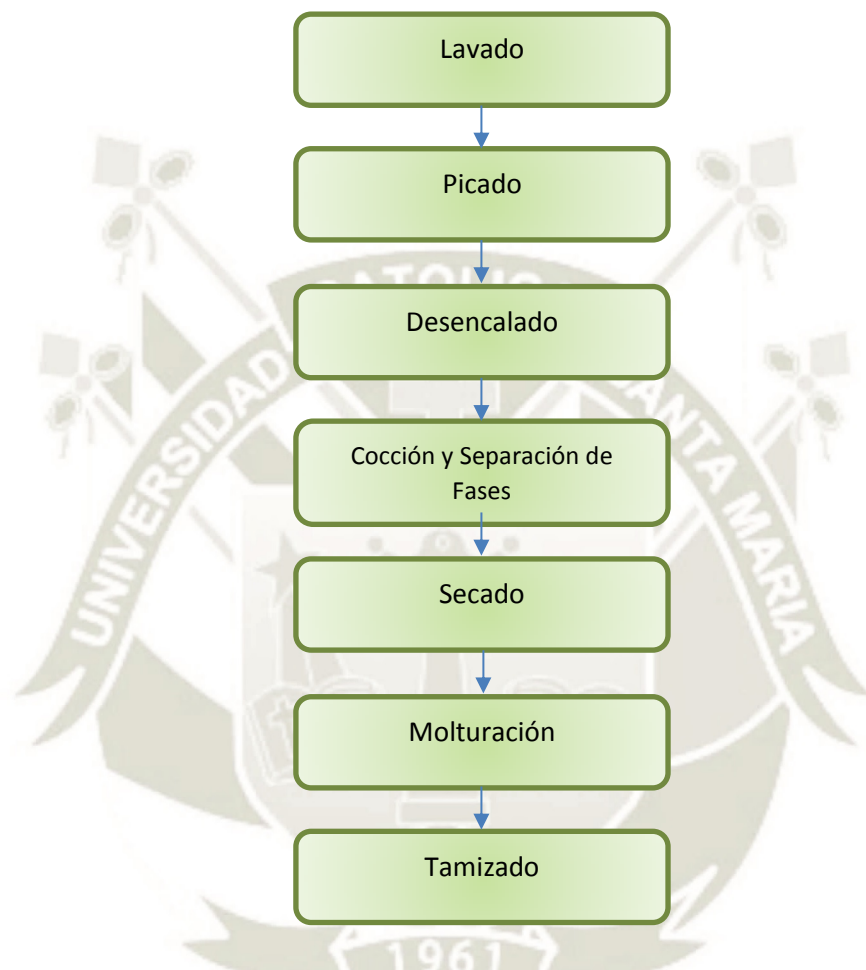 Lavado
Picado
Desencalado
Cocción y Separación de
Fases
Secado
Molturación
Tamizado
UNIVERSIDAD
SANTA MARIA
1961